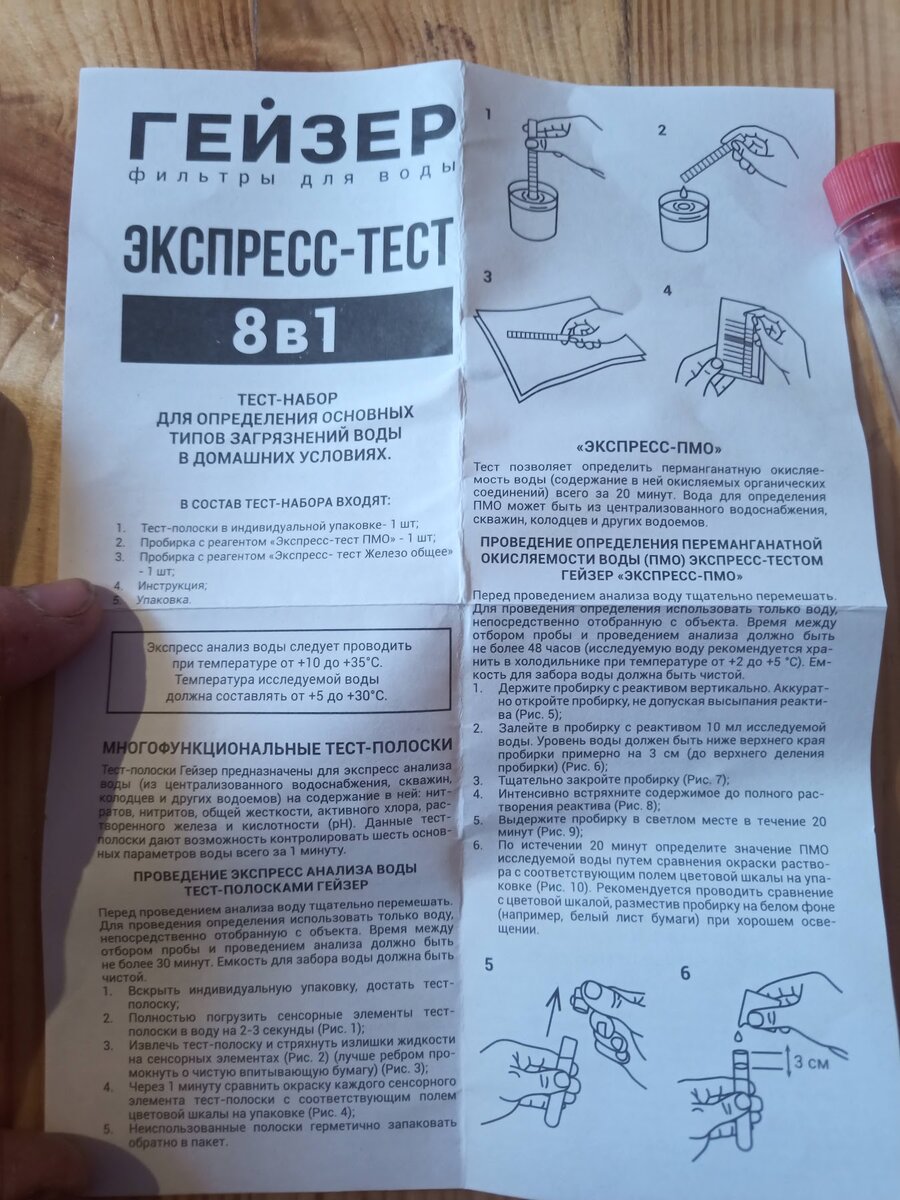 ГЕЙЗЕР
фильтры для воды
ЭКСПРЕСС-ТЕСТ
8в1
ТЕСТ-НАБОР
ДЛЯ ОПРЕДЕЛЕНИЯ ОСНОВНЫХ
ТИПОВ ЗАГРЯЗНЕНИЙ ВОДЫ
В ДОМАШНИХ УСЛОВИЯХ.
В СОСТАВ ТЕСТ-НАБОРА ВХОДЯТ:
1. Тест-полоски в индивидуальной упаковке- 1 шт;
2. Пробирка с реагентом «Экспресс-тест ПМО» - 1 шт;
3. Пробирка с реагентом «Экспресс- тест Железо общее»
- 1 шт;
4. Инструкция;
5. Упаковка.
Экспресс анализ воды следует проводить
при температуре от +10 до +35°С.
Температура исследуемой воды
должна составлять от +5 до +30°С.
МНОГОФУНКЦИОНАЛЬНЫЕ ТЕСТ-ПОЛОСКИ
Тест-полоски Гейзер предназначены для экспресс анализа
воды (из централизованного водоснабжения, скважин,
колодцев и других водоемов) на содержание в ней: нит-
ратов, нитритов, общей жесткости, активного хлора, рас-
творенного железа и кислотности (pH). Данные тест-
полоски дают возможность контролировать шесть основ-
ных параметров воды всего за 1 минуту.
ПРОВЕДЕНИЕ ЭКСПРЕСС АНАЛИЗА ВОДЫ
ТЕСТ-ПОЛОСКАМИ ГЕЙЗЕР
Перед проведением анализа воду тщательно перемешать.
Для проведения определения использовать только воду,
непосредственно отобранную с объекта. Время между
отбором пробы и проведением анализа должно быть
не более 30 минут. Емкость для забора воды должна быть
чистой.
1. Вскрыть индивидуальную упаковку, достать тест-
полоску;
2. Полностью погрузить сенсорные элементы тест-
полоски в воду на 2-3 секунды (Рис. 1);
3. Извлечь тест-полоску и стряхнуть излишки жидкости
на сенсорных элементах (Рис. 2) (лучше ребром про-
мокнуть о чистую впитывающую бумагу) (Рис. 3);
4. Через 1 минуту сравнить окраску каждого сенсорного
элемента тест-полоски с соответствующим полем
цветовой шкалы на упаковке (Рис. 4);
5. Неиспользованные полоски герметично запаковать
обратно в пакет.
1
2
3
4
«ЭКСПРЕСС-ПМО»
Тест позволяет определить перманганатную окисляе-
мость воды (содержание в ней окисляемых органических
соединений) всего за 20 минут. Вода для определения
ПМО может быть из централизованного водоснабжения,
скважин, колодцев и других водоемов.
ПРОВЕДЕНИЕ ОПРЕДЕЛЕНИЯ ПЕРЕМАНГАНАТНОЙ
ОКИСЛЯЕМОСТИ ВОДЫ (ПМО) ЭКСПРЕСС-ТЕСТОМ
ГЕЙЗЕР «ЭКСПРЕСС-ПМО»
Перед проведением анализа воду тщательно перемешать.
Для проведения определения использовать только воду,
непосредственно отобранную с объекта. Время между
отбором пробы и проведением анализа должно быть
не более 48 часов (исследуемую воду рекомендуется хра-
нить в холодильнике при температуре от +2 до +5 °С). Ем-
кость для забора воды должна быть чистой.
1. Держите пробирку с реактивом вертикально. Аккурат-
но откройте пробирку, не допуская высыпания реакти-
ва (Рис. 5);
2. Залейте в пробирку с реактивом 10 мл исследуемой
воды. Уровень воды должен быть ниже верхнего края
пробирки примерно на 3 см (до верхнего деления
пробирки) (Рис. 6);
3. Тщательно закройте пробирку (Рис. 7);
4. Интенсивно встряхните содержимое до полного рас-
творения реактива (Рис. 8);
5. Выдержите пробирку в светлом месте в течение 20
минут (Рис. 9);
6. По истечении 20 минут определите значение ПМО
исследуемой воды путем сравнения окраски раство-
ра с соответствующим полем цветовой шкалы на упа-
ковке (Рис. 10). Рекомендуется проводить сравнение
с цветовой шкалой, разместив пробирку на белом фоне
(например, белый лист бумаги) при хорошем осве-
щении.
5
6
3 см